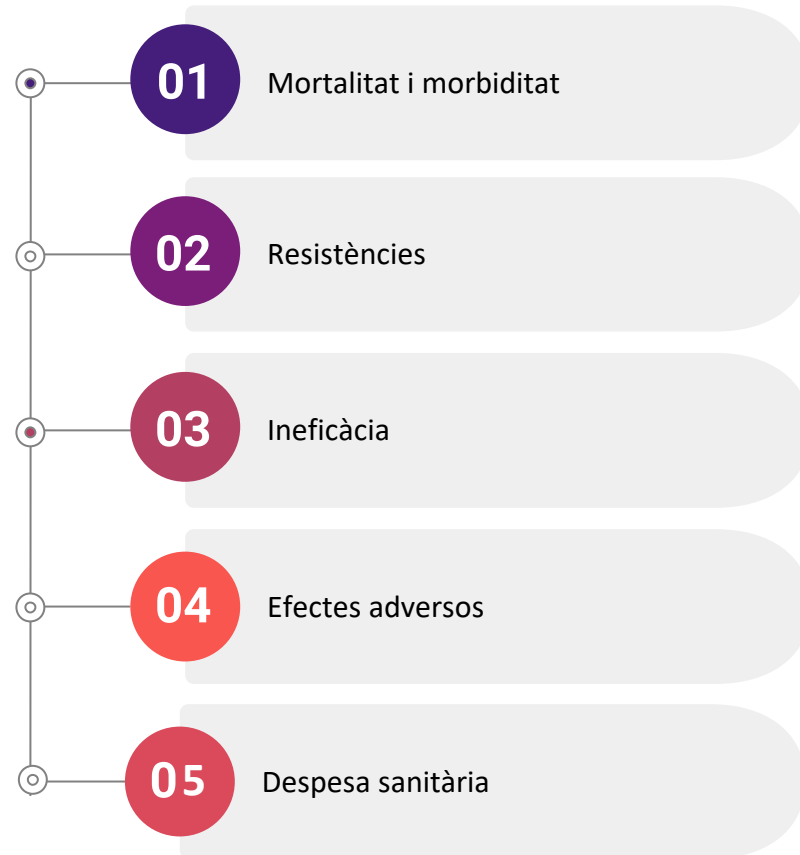 01
Mortalitat i morbiditat
02
Resistències
03
Ineficàcia
04
Efectes adversos
05
Despesa sanitària